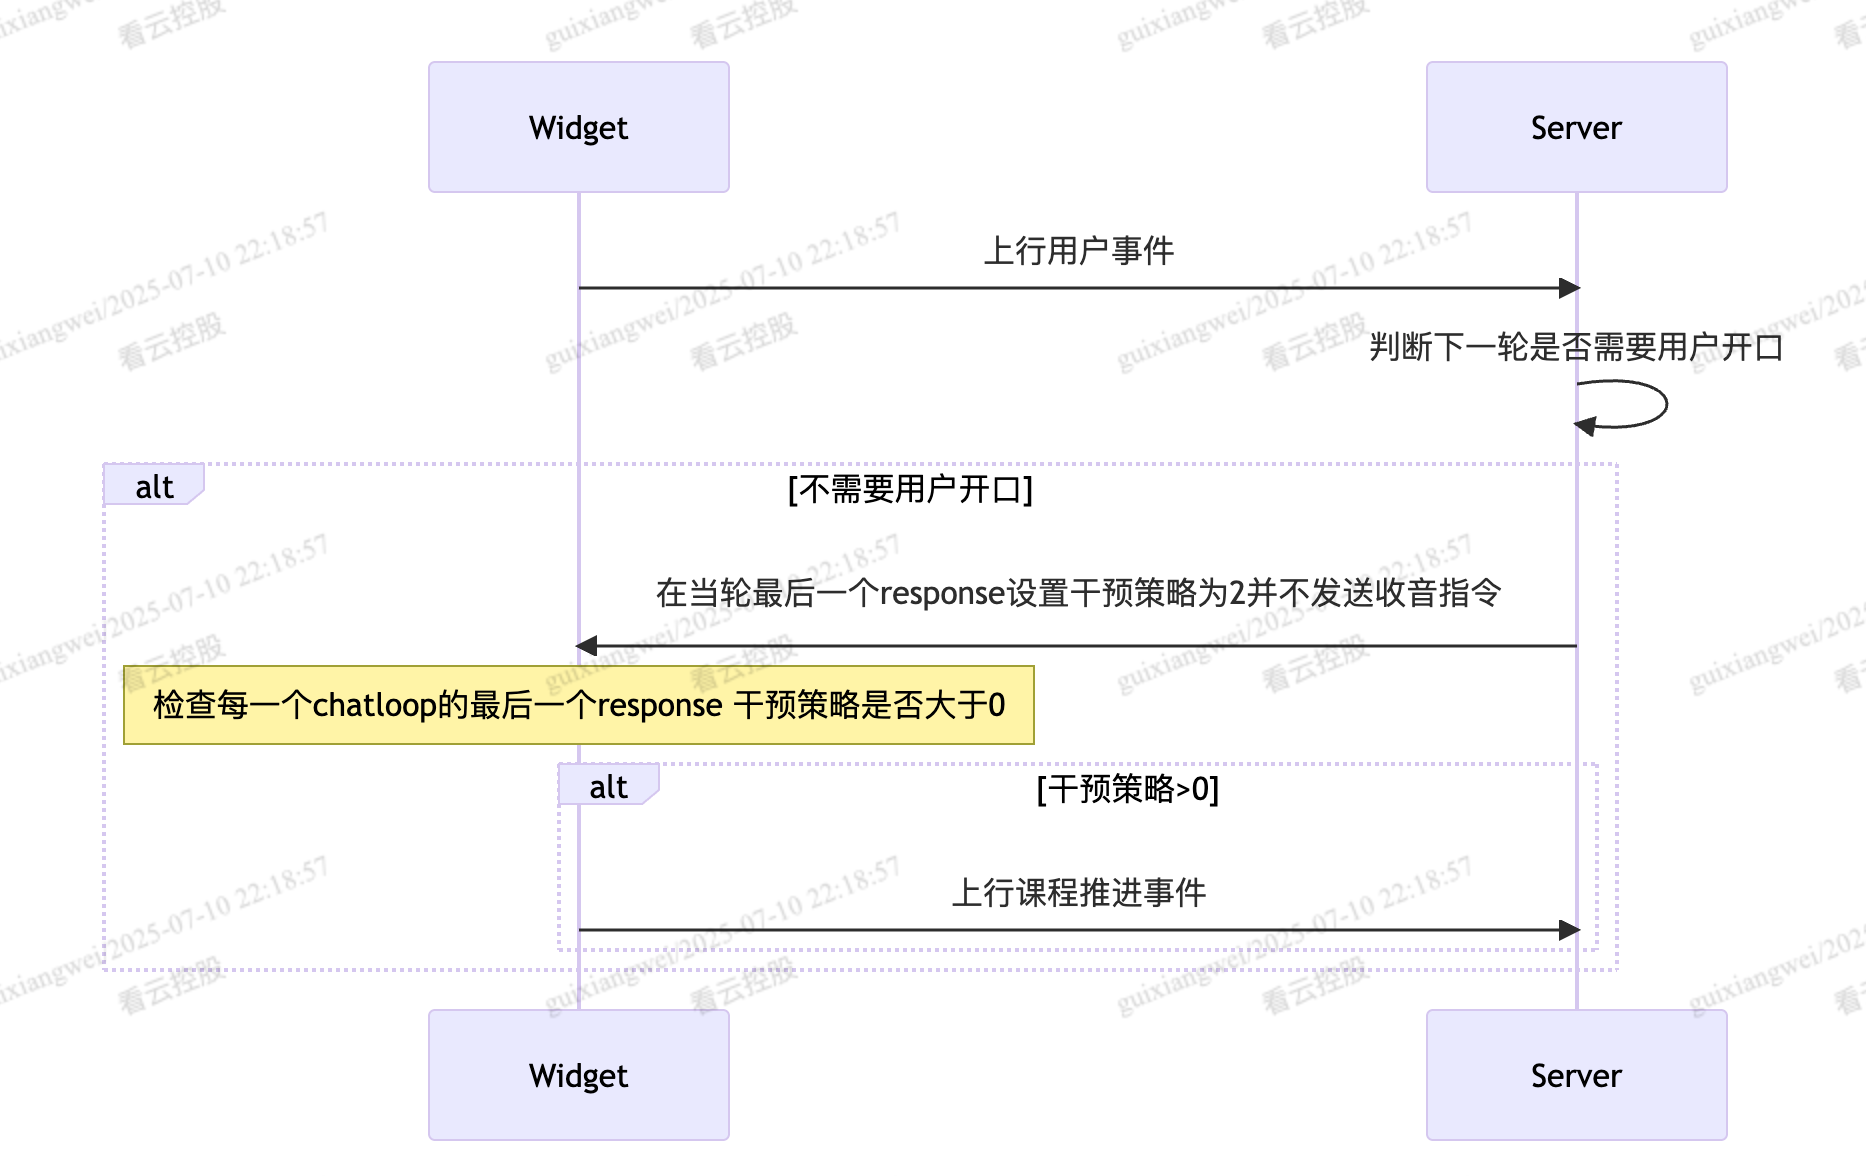 Widget
Server
上行用户事件
判断下一轮是否需要用户开口
alt
[不需要用户开口]
在当轮最后一个response设置干预策略为2并不发送收音指令
检查每一个chatloop的最后一个response 干预策略是否大于0
alt
[干预策略>0]
上行课程推进事件
Widget
Server
guixiangwei/2025-07-10 22:18:57
看云控股